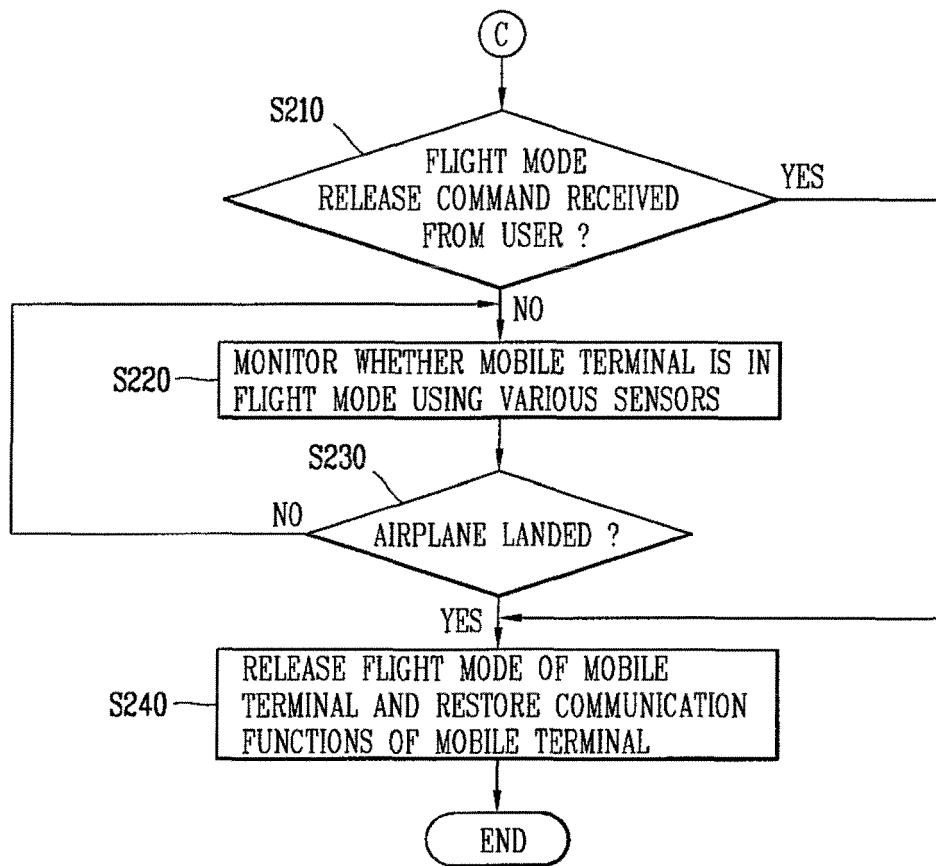 C
S210
FLIGHT MODE
RELEASE COMMAND RECEIVED
FROM USER ?
YES
NO
S220
MONITOR WHETHER MOBILE TERMINAL IS IN
FLIGHT MODE USING VARIOUS SENSORS
S230
NO
AIRPLANE LANDED ?
YES
S240
RELEASE FLIGHT MODE OF MOBILE
TERMINAL AND RESTORE COMMUNICATION
FUNCTIONS OF MOBILE TERMINAL
END